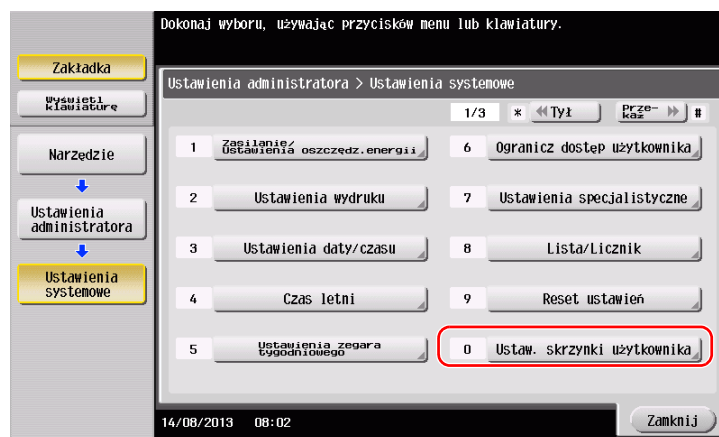 Dokonaj wyboru, używając przycisków menu lub klawiatury.
Zakładka
Wyświetl
klawiaturę
Narzędzie
Ustawienia
administratora
Ustawienia
systemowe
Ustawienia administratora > Ustawienia systemowe
1/3 * Tył Prze-
każ #
1 Zasilanie/
Ustawienia oszczędz.energii
2 Ustawienia wydruku
3 Ustawienia daty/czasu
4 Czas letni
5 Ustawienia zegara
tygodniowego
6 Ogranicz dostęp użytkownika
7 Ustawienia specjalistyczne
8 Lista/Licznik
9 Reset ustawień
0 Ustaw. skrzynki użytkownika
14/08/2013 08:02
Zamknij